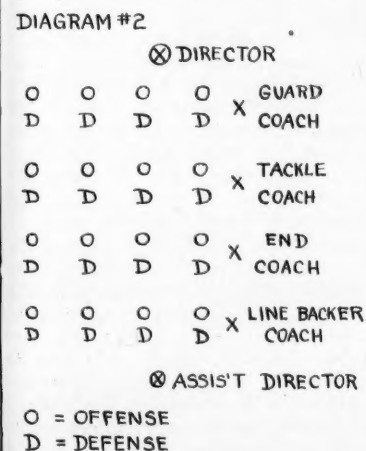 DIAGRAM #2
⊗ DIRECTOR
O O O O X GUARD
D D D D COACH
O O O O X TACKLE
D D D D COACH
O O O O X END
D D D D COACH
O O O O X LINE BACKER
D D D D COACH
⊗ ASSIS'T DIRECTOR
O = OFFENSE
D = DEFENSE